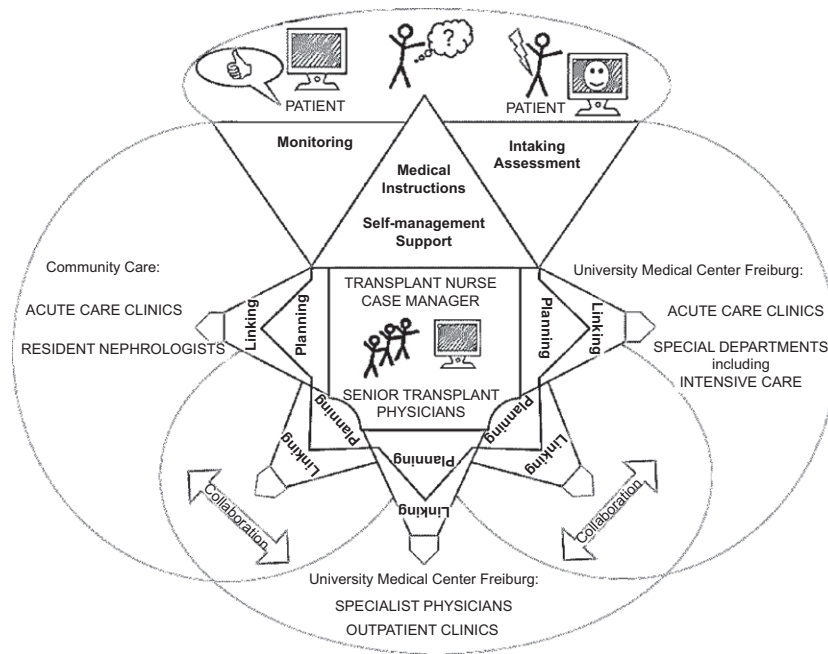 ?
PATIENT
PATIENT
Monitoring
Intaking
Assessment
Medical
Instructions
Self-management
Support
Community Care:
ACUTE CARE CLINICS
RESIDENT NEPHROLOGISTS
Linking
Planning
TRANSPLANT NURSE
CASE MANAGER
SENIOR TRANSPLANT
PHYSICIANS
Planning
Linking
University Medical Center Freiburg:
ACUTE CARE CLINICS
SPECIAL DEPARTMENTS
including
INTENSIVE CARE
Planning
Linking
Planning
Linking
Planning
Linking
Collaboration
Collaboration
University Medical Center Freiburg:
SPECIALIST PHYSICIANS
OUTPATIENT CLINICS